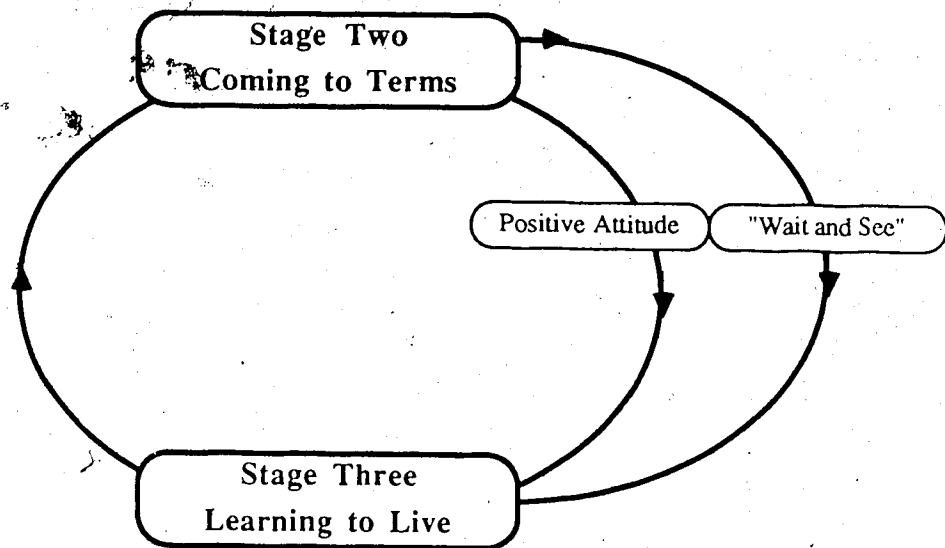 Stage Two
Coming to Terms
Positive Attitude
"Wait and See"
Stage Three
Learning to Live